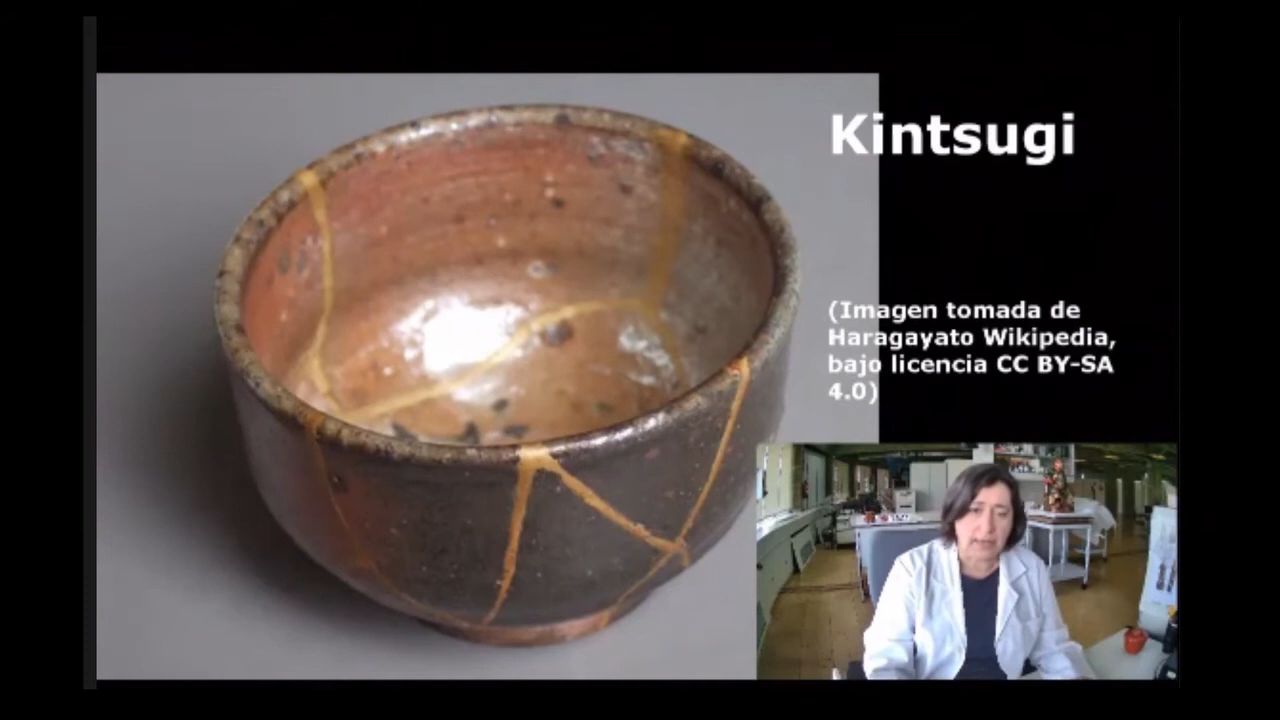 Kintsugi
(Imagen tomada de
Haragayato Wikipedia,
bajo licencia CC BY-SA
4.0)